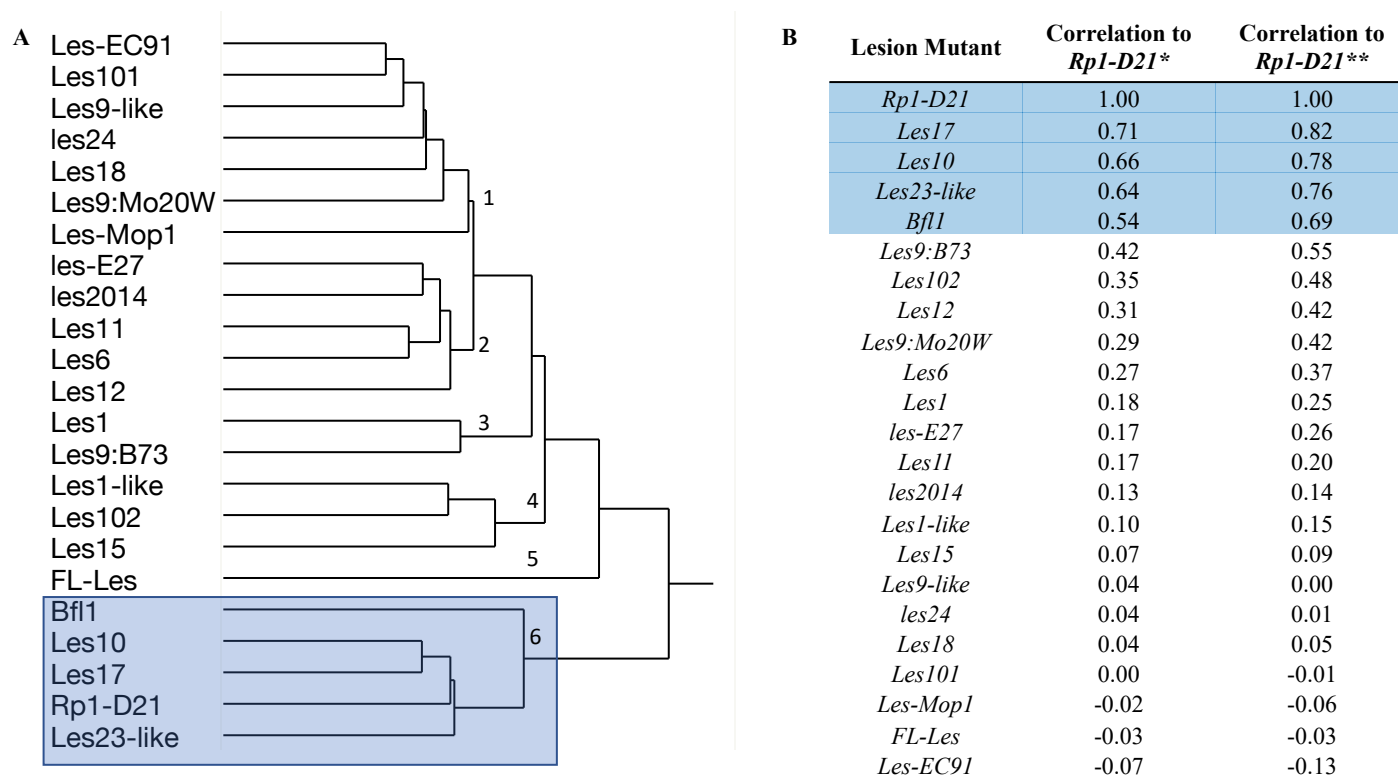 A
Les-EC91
Les101
Les9-like
les24
Les18
Les9:Mo20W
Les-Mop1
les-E27
les2014
Les11
Les6
Les12
Les1
Les9:B73
Les1-like
Les102
Les15
FL-Les
Bfl1
Les10
Les17
Rp1-D21
Les23-like
1
2
3
4
5
6
B
Lesion Mutant Correlation to Rp1-D21* Correlation to Rp1-D21**
Rp1-D21 1.00 1.00
Les17 0.71 0.82
Les10 0.66 0.78
Les23-like 0.64 0.76
Bfl1 0.54 0.69
Les9:B73 0.42 0.55
Les102 0.35 0.48
Les12 0.31 0.42
Les9:Mo20W 0.29 0.42
Les6 0.27 0.37
Les1 0.18 0.25
les-E27 0.17 0.26
Les11 0.17 0.20
les2014 0.13 0.14
Les1-like 0.10 0.15
Les15 0.07 0.09
Les9-like 0.04 0.00
les24 0.04 0.01
Les18 0.04 0.05
Les101 0.00 -0.01
Les-Mop1 -0.02 -0.06
FL-Les -0.03 -0.03
Les-EC91 -0.07 -0.13